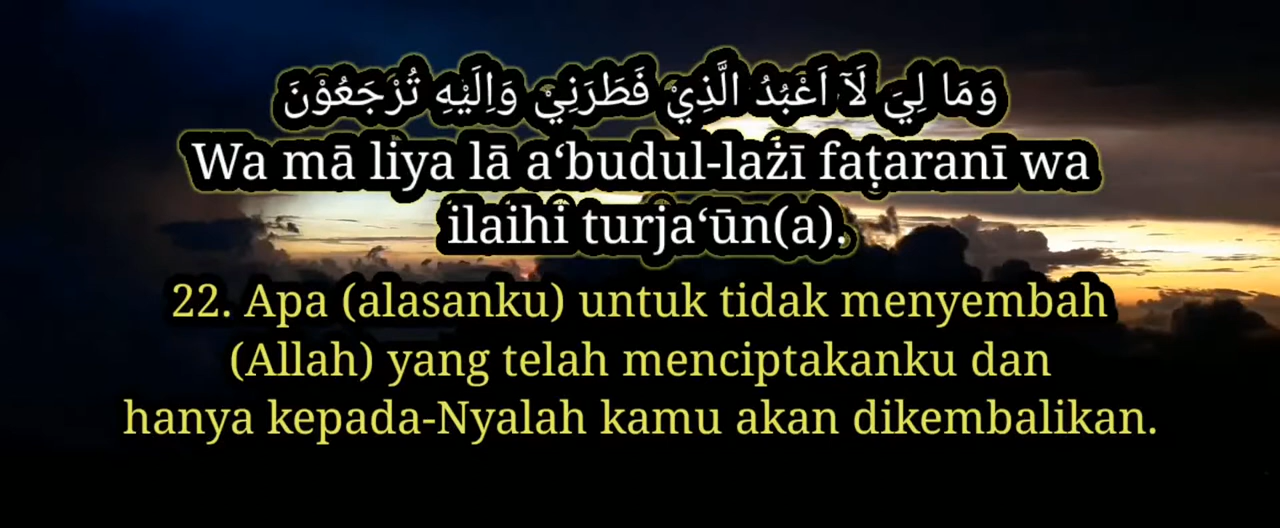 وَمَا لِيَ لَآ اَعْبُدُ الَّذِيْ فَطَرَنِيْ وَاِلَيْهِ تُرْجَعُوْنَ
Wa mā liya lā a‘budul-lażī faṭaranī wa
ilaihi turja‘ūn(a).
22. Apa (alasanku) untuk tidak menyembah
(Allah) yang telah menciptakanku dan
hanya kepada-Nyalah kamu akan dikembalikan.